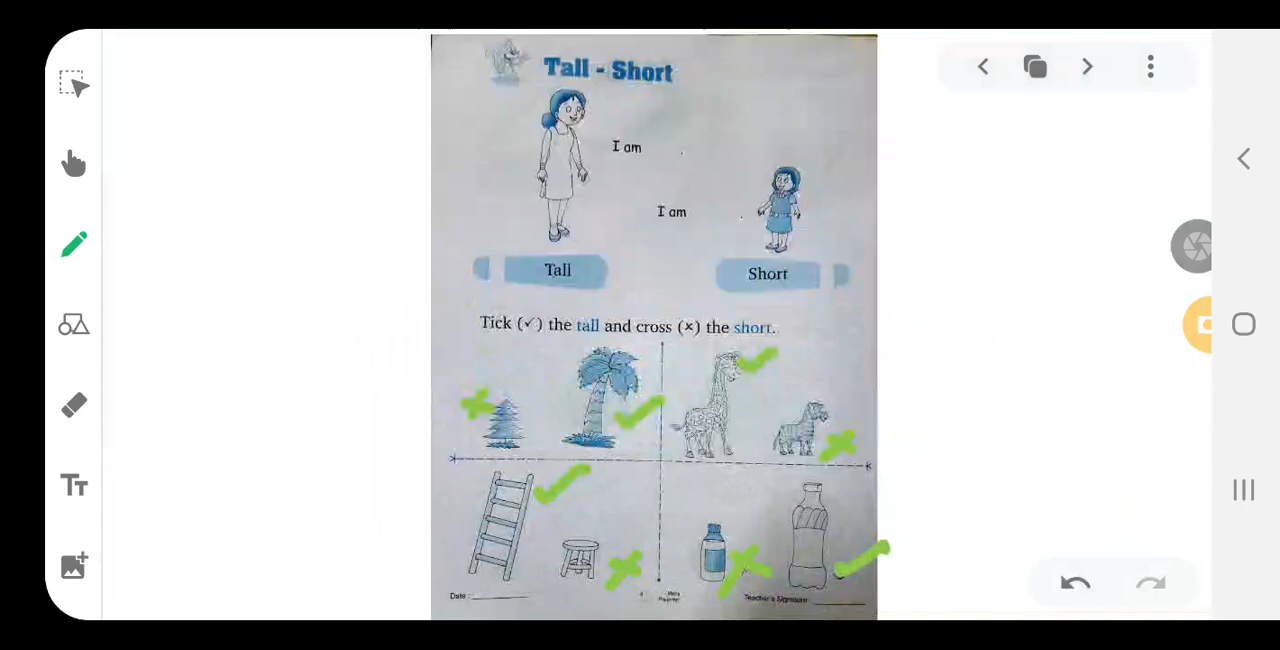 Tall - Short
I am
I am
Tall
Short
Tick (✓) the tall and cross (×) the short.
Date
Teacher's Signature